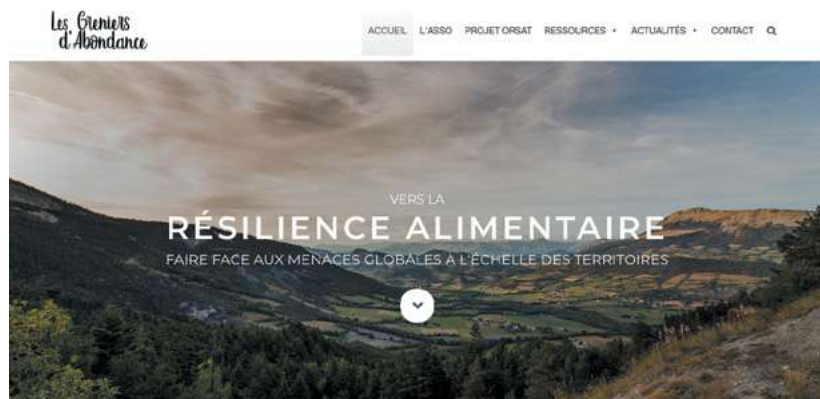 Les Greniers
d'Abondance
ACCUEIL L'ASSO PROJET ORSAT RESSOURCES ACTUALITÉS CONTACT
VERS LA
RÉSILIENCE ALIMENTAIRE
FAIRE FACE AUX MENACES GLOBALES À L'ÉCHELLE DES TERRITOIRES